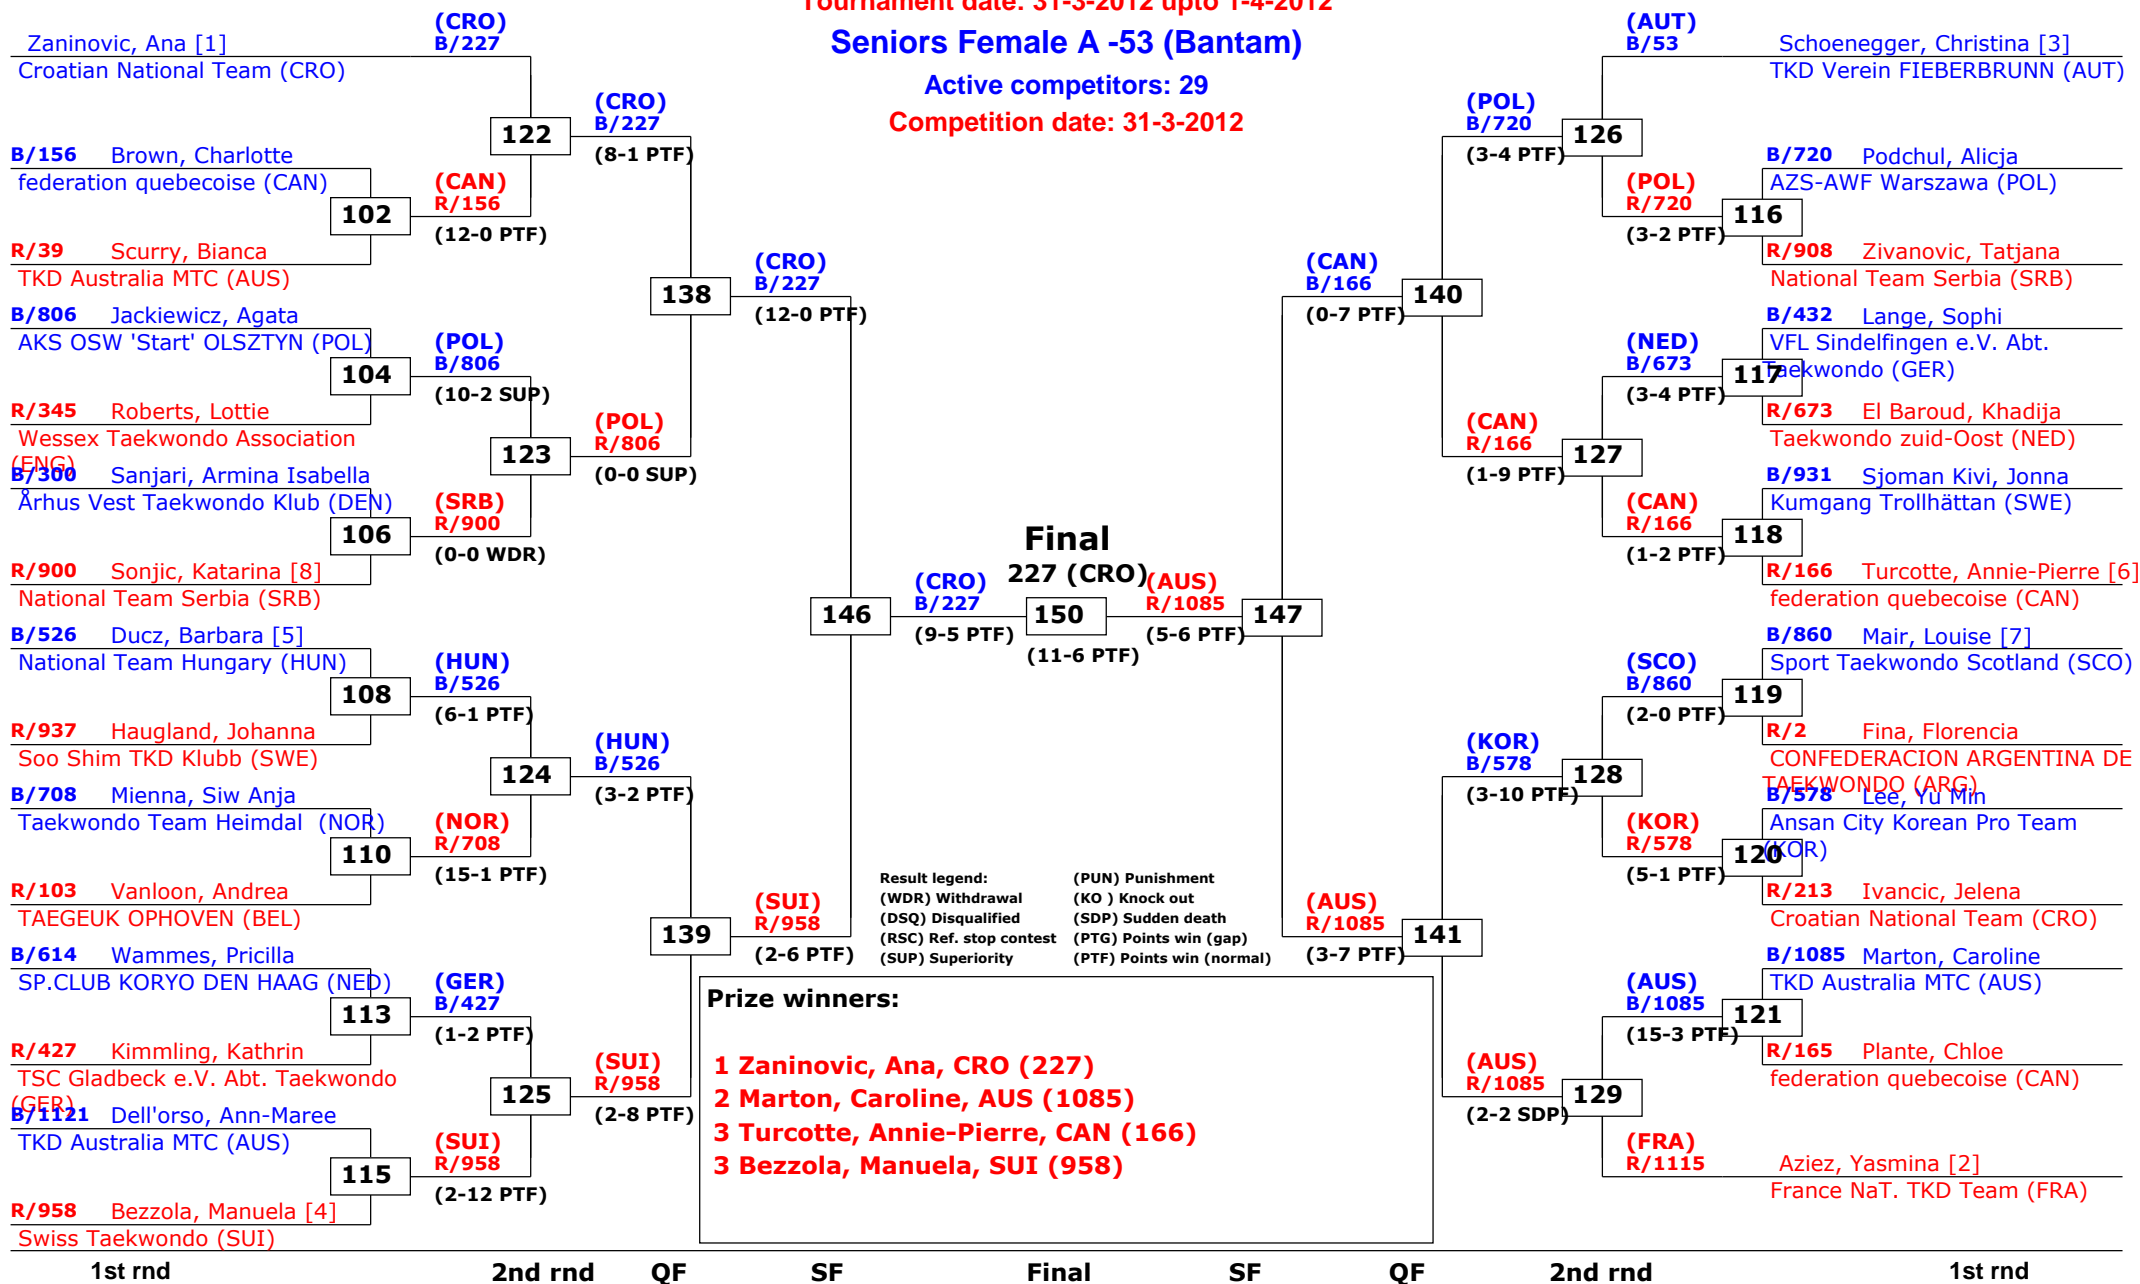 Tournament date: 31-3-2012 upto 1-4-2012
Seniors Female A -53 (Bantam)
Active competitors: 29
Competition date: 31-3-2012
Zaninovic, Ana [1]
Croatian National Team (CRO)
B/156 Brown, Charlotte
federation quebecoise (CAN)
102
R/39 Scurry, Bianca
TKD Australia MTC (AUS)
B/806 Jackiewicz, Agata
AKS OSW 'Start' OLSZTYN (POL)
104
R/345 Roberts, Lottie
Wessex Taekwondo Association
(ENG)
B/300 Sanjari, Armina Isabella
Århus Vest Taekwondo Klub (DEN)
106
R/900 Sonjic, Katarina [8]
National Team Serbia (SRB)
B/526 Ducz, Barbara [5]
National Team Hungary (HUN)
108
R/937 Haugland, Johanna
Soo Shim TKD Klubb (SWE)
B/708 Mienna, Siw Anja
Taekwondo Team Heimdal (NOR)
110
R/103 Vanloon, Andrea
TAEGEUK OPHOVEN (BEL)
B/614 Wammes, Pricilla
SP.CLUB KORYO DEN HAAG (NED)
113
R/427 Kimmling, Kathrin
TSC Gladbeck e.V. Abt. Taekwondo
(GER)
B/1121 Dell'orso, Ann-Maree
TKD Australia MTC (AUS)
115
R/958 Bezzola, Manuela [4]
Swiss Taekwondo (SUI)
(CRO)
B/227
122
(CAN)
R/156
(12-0 PTF)
(POL)
B/806
(10-2 SUP)
123
(SRB)
R/900
(0-0 WDR)
(HUN)
B/526
(6-1 PTF)
124
(NOR)
R/708
(15-1 PTF)
(GER)
B/427
(1-2 PTF)
125
(SUI)
R/958
(2-12 PTF)
(CRO)
B/227
(8-1 PTF)
138
(POL)
R/806
(0-0 SUP)
(HUN)
B/526
(3-2 PTF)
139
(SUI)
R/958
(2-8 PTF)
(CRO)
B/227
(12-0 PTF)
146
(SUI)
R/958
(2-6 PTF)
(CRO)
B/227
(9-5 PTF)
Final
227 (CRO)
150
(11-6 PTF)
(AUS)
R/1085
(5-6 PTF)
147
(CAN)
B/166
(0-7 PTF)
140
(AUS)
R/1085
(3-7 PTF)
141
(POL)
B/720
(3-4 PTF)
126
(CAN)
R/166
(1-9 PTF)
127
(KOR)
B/578
(3-10 PTF)
128
(AUS)
R/1085
(2-2 SDP)
129
(AUT)
B/53
(POL)
R/720
(3-2 PTF)
116
(NED)
B/673
(3-4 PTF)
117
(CAN)
R/166
(1-2 PTF)
118
(SCO)
B/860
(2-0 PTF)
119
(KOR)
R/578
(5-1 PTF)
120
(AUS)
B/1085
(15-3 PTF)
121
(FRA)
R/1115
Schoenegger, Christina [3]
TKD Verein FIEBERBRUNN (AUT)
B/720 Podchul, Alicja
AZS-AWF Warszawa (POL)
R/908 Zivanovic, Tatjana
National Team Serbia (SRB)
B/432 Lange, Sophi
VFL Sindelfingen e.V. Abt.
Taekwondo (GER)
R/673 El Baroud, Khadija
Taekwondo zuid-Oost (NED)
B/931 Sjoman Kivi, Jonna
Kumgang Trollhättan (SWE)
R/166 Turcotte, Annie-Pierre [6]
federation quebecoise (CAN)
B/860 Mair, Louise [7]
Sport Taekwondo Scotland (SCO)
R/2 Fina, Florencia
CONFEDERACION ARGENTINA DE
TAEKWONDO (ARG)
B/578 Lee, Yu Min
Ansan City Korean Pro Team
(KOR)
R/213 Ivancic, Jelena
Croatian National Team (CRO)
B/1085 Marton, Caroline
TKD Australia MTC (AUS)
R/165 Plante, Chloe
federation quebecoise (CAN)
Aziez, Yasmina [2]
France NaT. TKD Team (FRA)
Result legend: (PUN) Punishment
(WDR) Withdrawal (KO ) Knock out
(DSQ) Disqualified (SDP) Sudden death
(RSC) Ref. stop contest (PTG) Points win (gap)
(SUP) Superiority (PTF) Points win (normal)
Prize winners:
1 Zaninovic, Ana, CRO (227)
2 Marton, Caroline, AUS (1085)
3 Turcotte, Annie-Pierre, CAN (166)
3 Bezzola, Manuela, SUI (958)
1st rnd 2nd rnd QF SF Final SF QF 2nd rnd 1st rnd